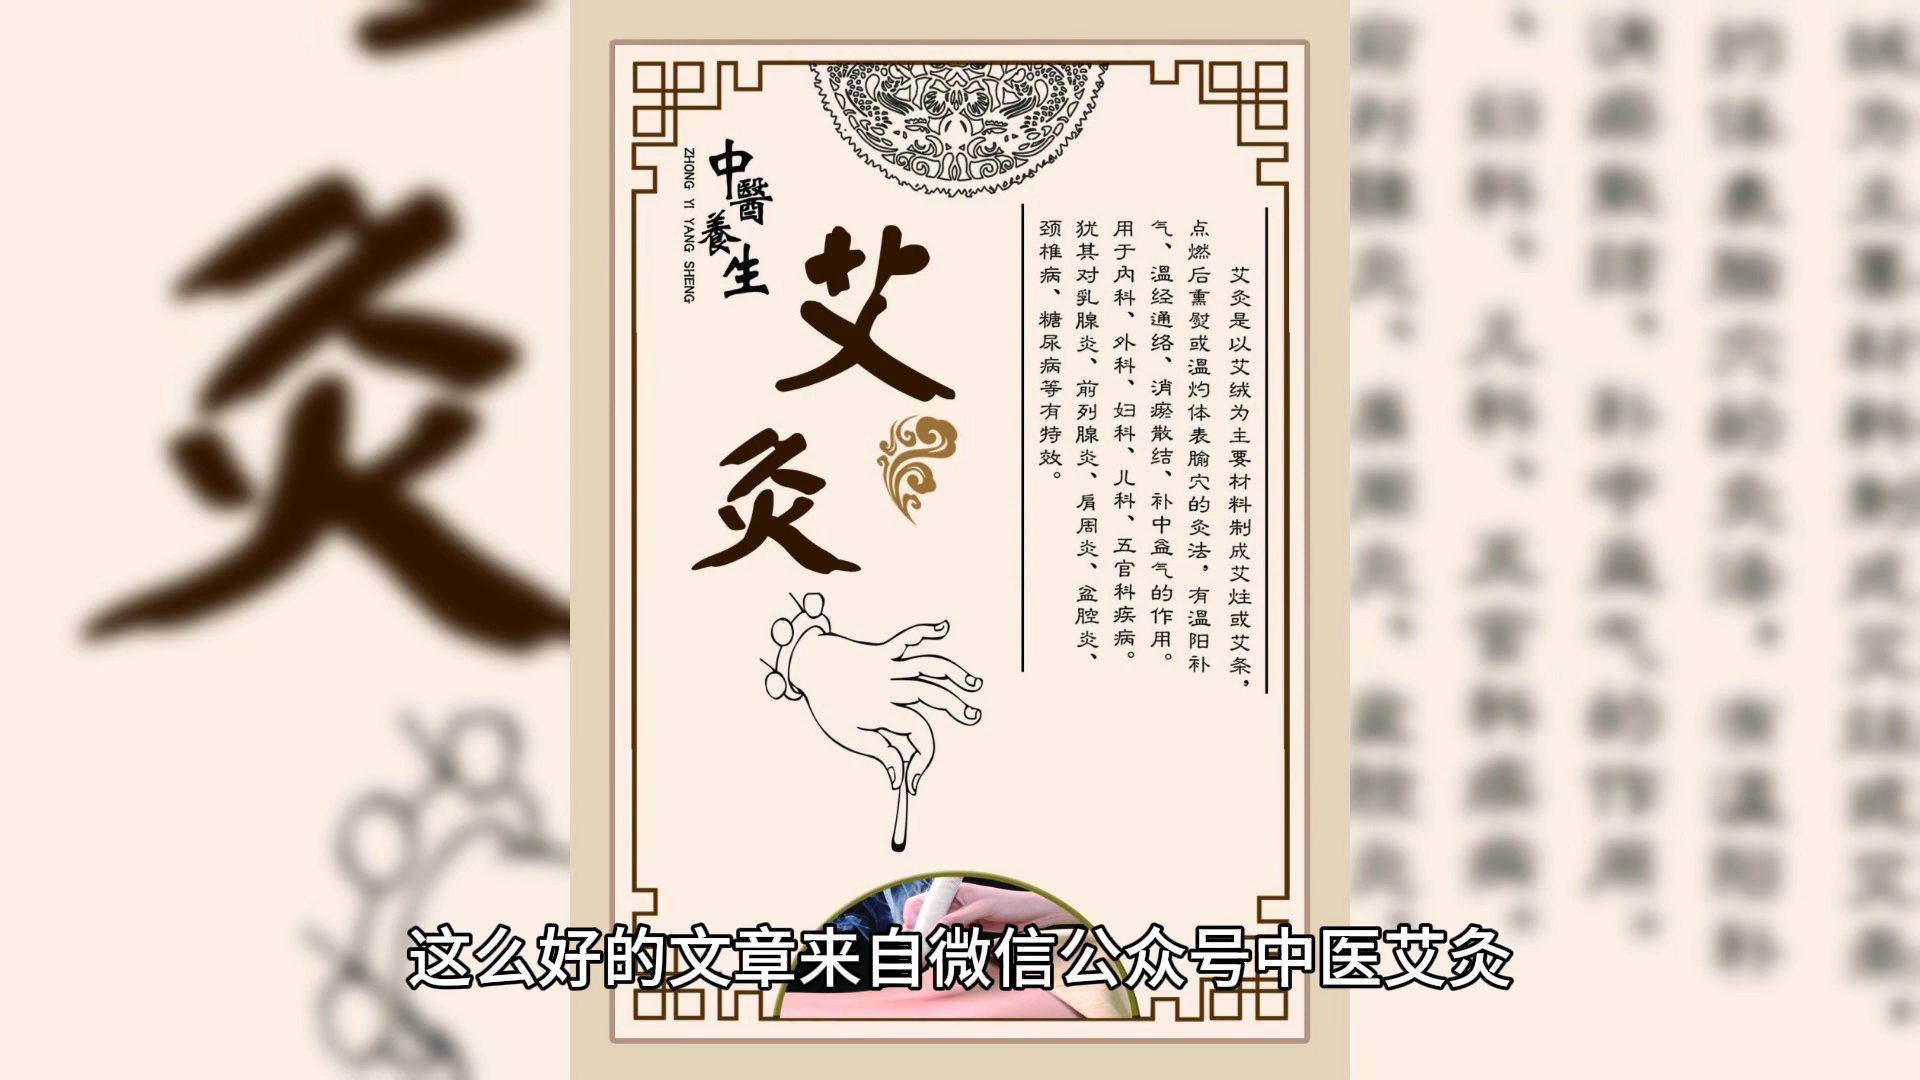 中醫養生
ZHONG YI YANG SHENG
艾灸
艾灸是以艾绒为主要材料制成艾炷或艾条，
点燃后熏熨或温灼体表腧穴的灸法，有温阳补
气、温经通络、消瘀散结、补中益气的作用。
用于内科、外科、妇科、儿科、五官科疾病。
犹其对乳腺炎、前列腺炎、肩周炎、盆腔炎、
颈椎病、糖尿病等有特效。
这么好的文章来自微信公众号中医艾灸